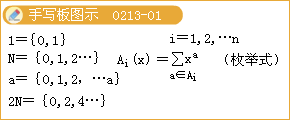 手写板图示 0213-01
1={0,1} i=1,2,…n
N={0,1,2…} Aᵢ(x)=∑xᵃ (枚举式)
a={0,1,2，…a} a∈Aᵢ
2N={0,2,4…}